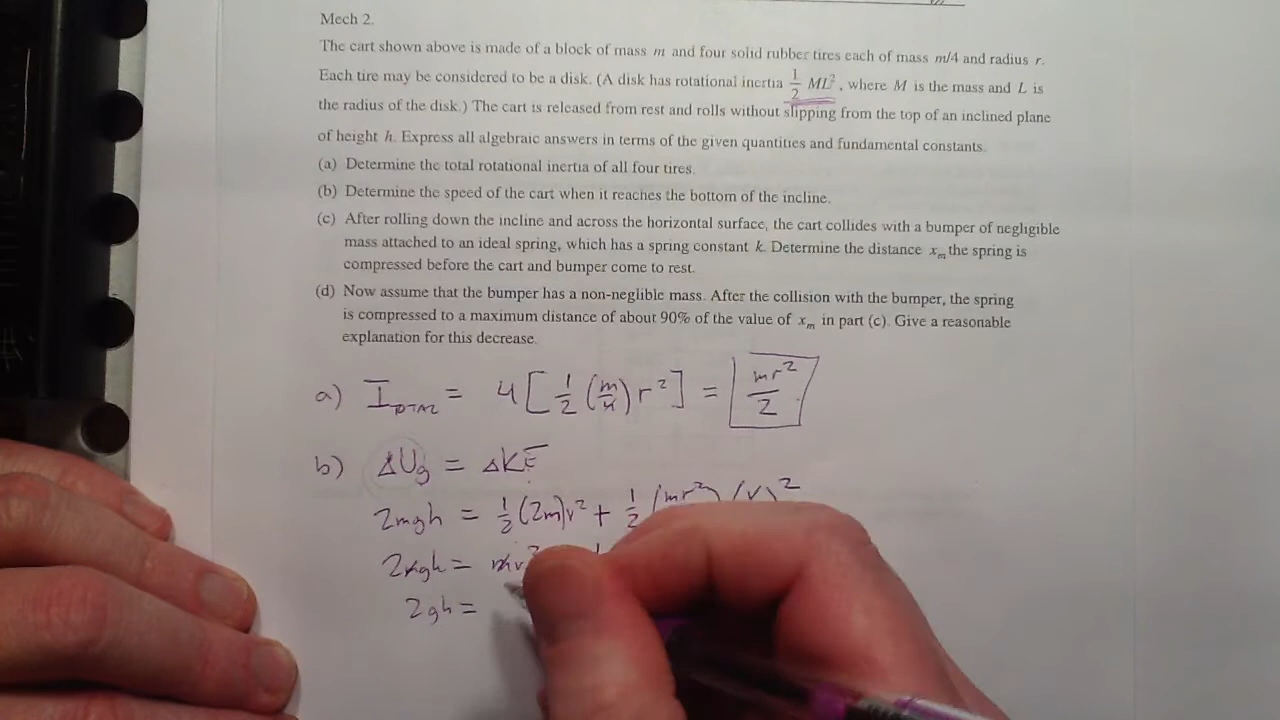 Mech 2.
The cart shown above is made of a block of mass m and four solid rubber tires each of mass m/4 and radius r.
Each tire may be considered to be a disk. (A disk has rotational inertia 1/2 ML², where M is the mass and L is
the radius of the disk.) The cart is released from rest and rolls without slipping from the top of an inclined plane
of height h. Express all algebraic answers in terms of the given quantities and fundamental constants.
(a) Determine the total rotational inertia of all four tires.
(b) Determine the speed of the cart when it reaches the bottom of the incline.
(c) After rolling down the incline and across the horizontal surface, the cart collides with a bumper of negligible
mass attached to an ideal spring, which has a spring constant k. Determine the distance xₘ the spring is
compressed before the cart and bumper come to rest.
(d) Now assume that the bumper has a non-neglible mass. After the collision with the bumper, the spring
is compressed to a maximum distance of about 90% of the value of xₘ in part (c). Give a reasonable
explanation for this decrease.
a) I TOTAL = 4 [ 1/2 (m/4) r² ] = mr²/2
b) ΔUg = ΔKE
2mgh = 1/2 (2m)v² + 1/2 (mr² (v )²
2mgh = mv²
2gh =